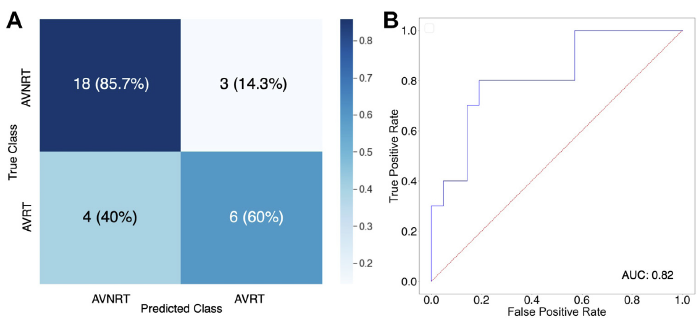 A
AVNRT
AVRT
True Class
18 (85.7%)
3 (14.3%)
4 (40%)
6 (60%)
AVNRT
AVRT
Predicted Class
0.8
0.7
0.6
0.5
0.4
0.3
0.2
B
1.0
0.8
0.6
0.4
0.2
0.0
True Positive Rate
AUC: 0.82
0.0
0.2
0.4
0.6
0.8
1.0
False Positive Rate